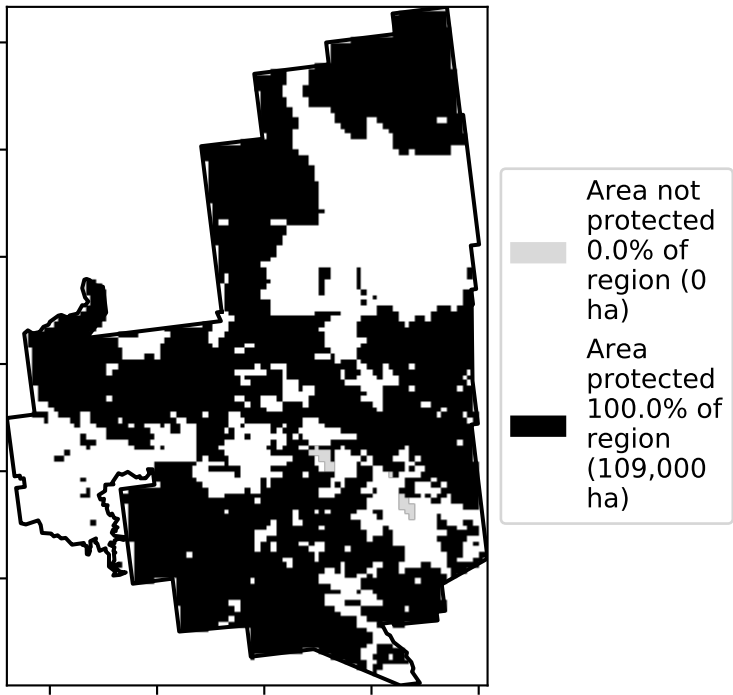 Area not
protected
0.0% of
region (0
ha)
Area
protected
100.0% of
region
(109,000
ha)